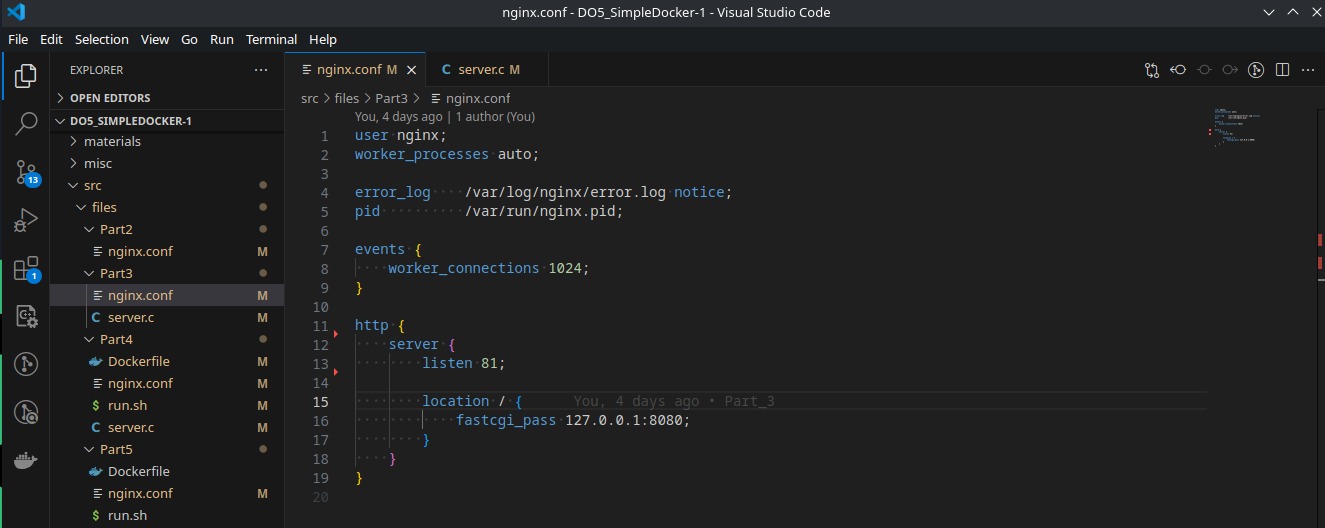 nginx.conf - DO5_SimpleDocker-1 - Visual Studio Code
File Edit Selection View Go Run Terminal Help
EXPLORER
OPEN EDITORS
DO5_SIMPLEDOCKER-1
materials
misc
src
files
Part2
nginx.conf M
Part3
nginx.conf M
server.c M
Part4
Dockerfile M
nginx.conf M
run.sh M
server.c M
Part5
Dockerfile
nginx.conf M
run.sh
13
1
nginx.conf M
server.c M
src > files > Part3 > nginx.conf
You, 4 days ago | 1 author (You)
1 user nginx;
2 worker_processes auto;
3
4 error_log /var/log/nginx/error.log notice;
5 pid /var/run/nginx.pid;
6
7 events {
8 worker_connections 1024;
9 }
10
11 http {
12 server {
13 listen 81;
14
15 location / { You, 4 days ago • Part_3
16 fastcgi_pass 127.0.0.1:8080;
17 }
18 }
19 }
20